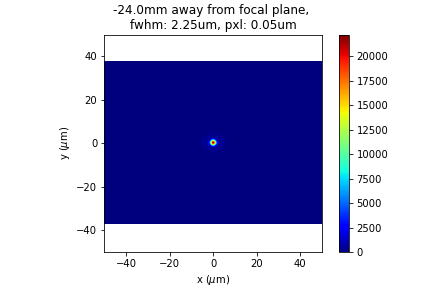 -24.0mm away from focal plane,
fwhm: 2.25um, pxl: 0.05um
40
20
0
−20
−40
y (μm)
−40 −20 0 20 40
x (μm)
20000
17500
15000
12500
10000
7500
5000
2500
0